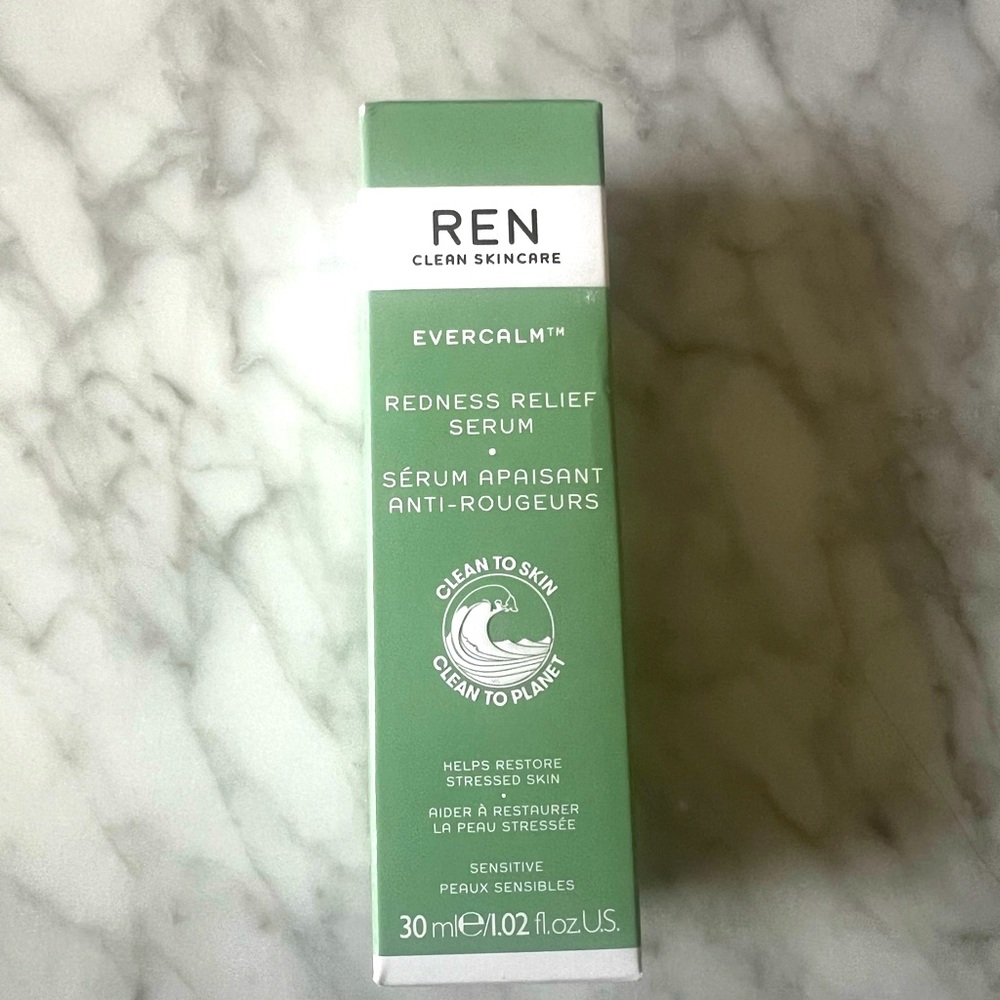 REN
CLEAN SKINCARE
EVERCALM™
REDNESS RELIEF
SERUM
•
SÉRUM APAISANT
ANTI-ROUGEURS
CLEAN TO SKIN
CLEAN TO PLANET
HELPS RESTORE
STRESSED SKIN
•
AIDER À RESTAURER
LA PEAU STRESSÉE
SENSITIVE
PEAUX SENSIBLES
30 ml℮/1.02 fl.oz.U.S.